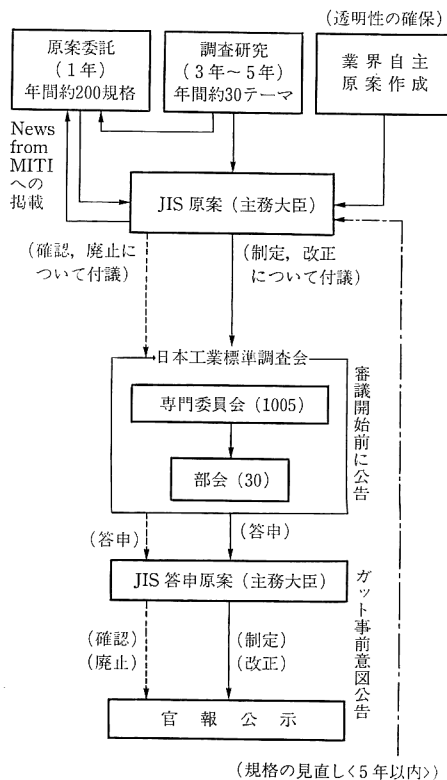 （透明性の確保）
原案委託
（１年）
年間約200規格
調査研究
（３年～５年）
年間約30テーマ
業界自主
原案作成
News
from
MITI
への
掲載
JIS 原案（主務大臣）
（確認，廃止に
ついて付議）
（制定，改正
について付議）
日本工業標準調査会
専門委員会（1005）
部会（30）
審議開始前に公告
（答申）
（答申）
JIS 答申原案（主務大臣）
ガット事前意図公告
（確認）
（廃止）
（制定）
（改正）
官報公示
（規格の見直し〈５年以内〉）